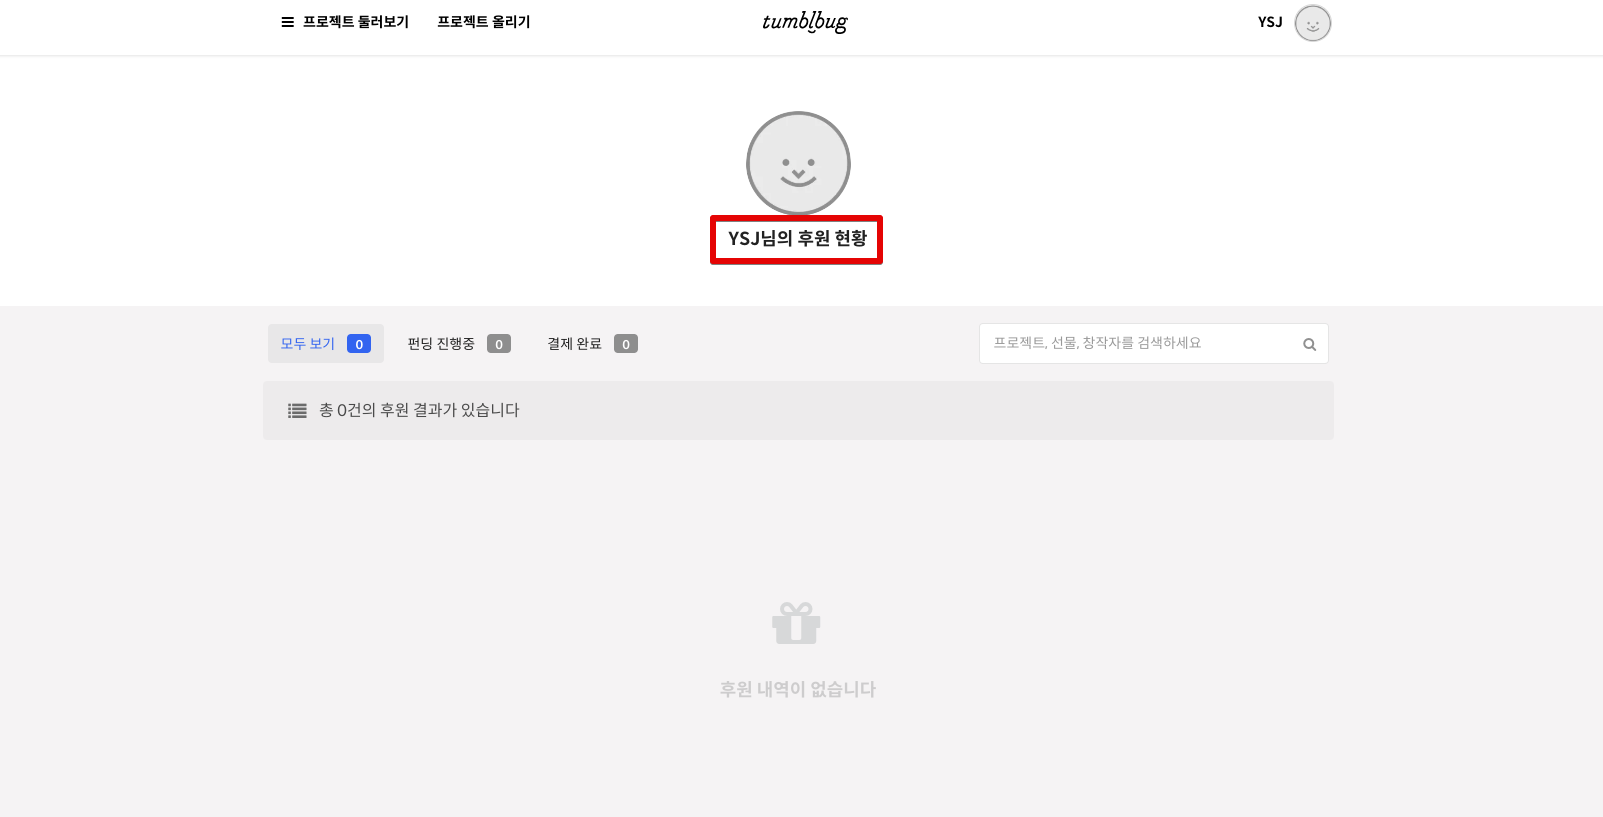 프로젝트 둘러보기 프로젝트 올리기 tumblbug YSJ
YSJ님의 후원 현황
모두 보기 0 펀딩 진행중 0 결제 완료 0 프로젝트, 선물, 창작자를 검색하세요
총 0건의 후원 결과가 있습니다
후원 내역이 없습니다